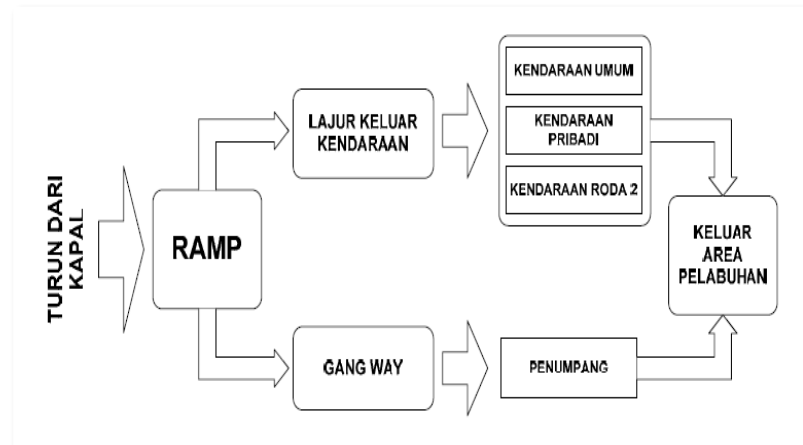 TURUN DARI
KAPAL
RAMP
LAJUR KELUAR
KENDARAAN
KENDARAAN UMUM
KENDARAAN
PRIBADI
KENDARAAN RODA 2
GANG WAY
PENUMPANG
KELUAR
AREA
PELABUHAN